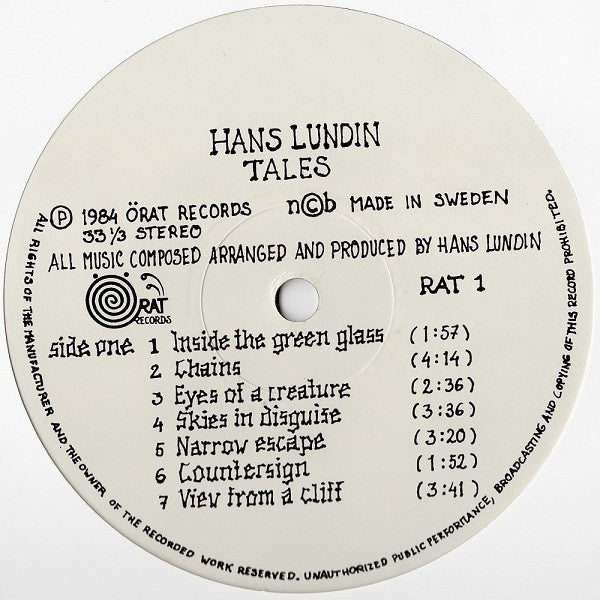 HANS LUNDIN
TALES
Ⓟ 1984 ÖRAT RECORDS n©b MADE IN SWEDEN
33 1/3 STEREO
ALL MUSIC COMPOSED ARRANGED AND PRODUCED BY HANS LUNDIN
ÖRAT
RECORDS
RAT 1
side one 1 Inside the green glass (1:57)
2 Chains (4:14)
3 Eyes of a creature (2:36)
4 Skies in disguise (3:36)
5 Narrow escape (3:20)
6 Countersign (1:52)
7 View from a cliff (3:41)
ALL RIGHTS OF THE MANUFACTURER AND THE OWNER OF THE RECORDED WORK RESERVED. UNAUTHORIZED PUBLIC PERFORMANCE, BROADCASTING AND COPYING OF THIS RECORD PROHIBITED.